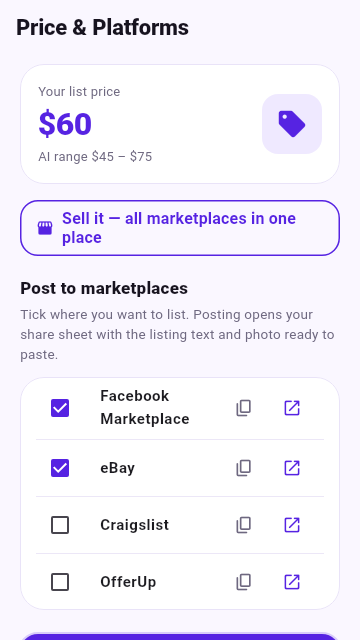 Price & Platforms
Your list price
$60
AI range $45 – $75
Sell it — all marketplaces in one
place
Post to marketplaces
Tick where you want to list. Posting opens your
share sheet with the listing text and photo ready to
paste.
Facebook
Marketplace
eBay
Craigslist
OfferUp